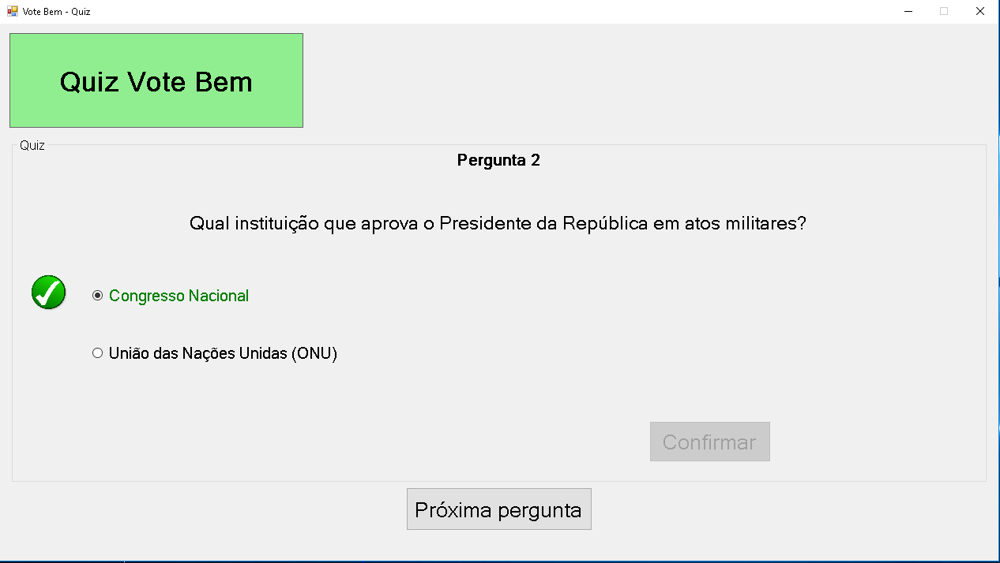 Vote Bem - Quiz
Quiz Vote Bem
Quiz
Pergunta 2
Qual instituição que aprova o Presidente da República em atos militares?
Congresso Nacional
União das Nações Unidas (ONU)
Confirmar
Próxima pergunta